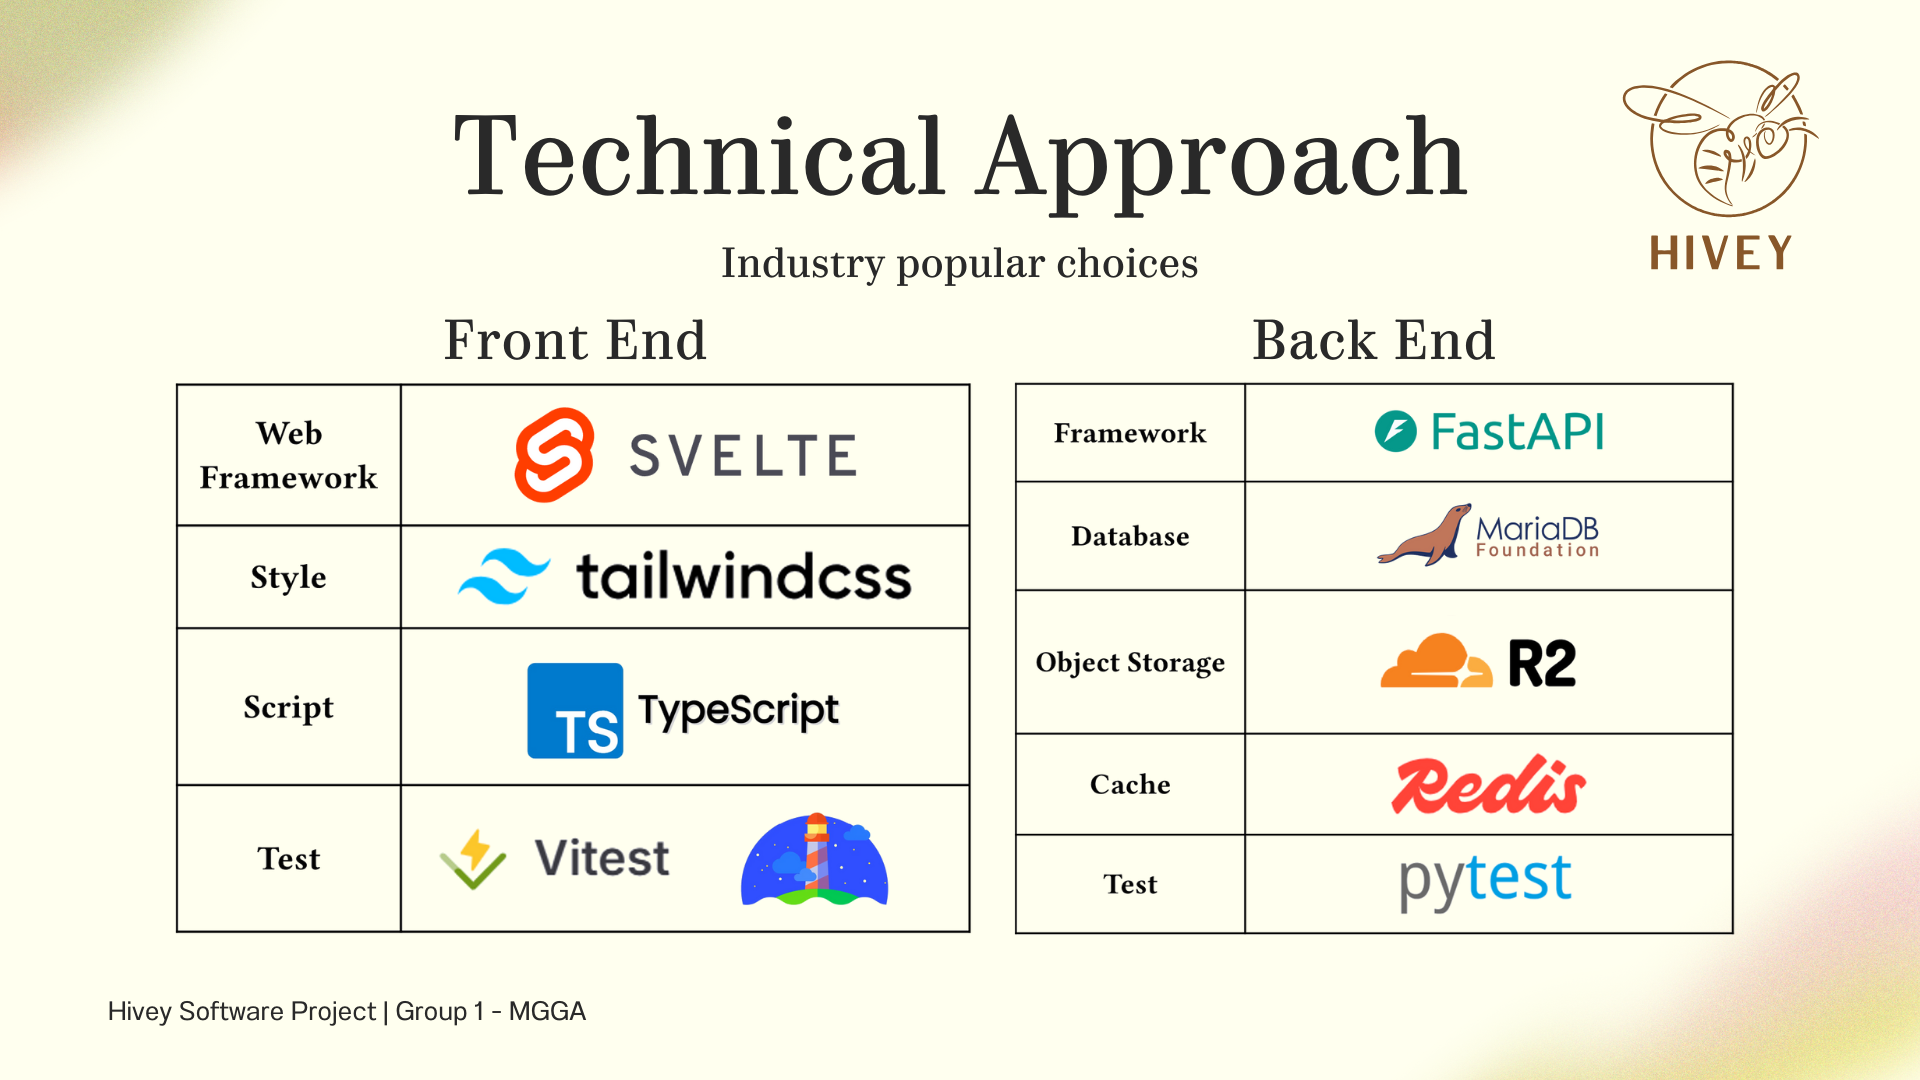 Technical Approach
HIVEY
Industry popular choices
Front End
Web
Framework
SVELTE
Style
tailwindcss
Script
TS TypeScript
Test
Vitest
Back End
Framework
FastAPI
Database
MariaDB
Foundation
Object Storage
R2
Cache
Redis
Test
pytest
Hivey Software Project | Group 1 - MGGA